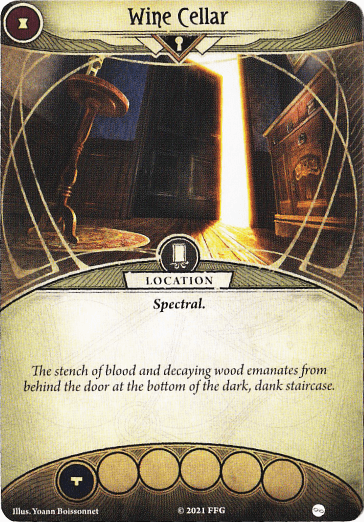 Wine Cellar
LOCATION
Spectral.
The stench of blood and decaying wood emanates from
behind the door at the bottom of the dark, dank staircase.
Illus. Yoann Boissonnet
© 2021 FFG